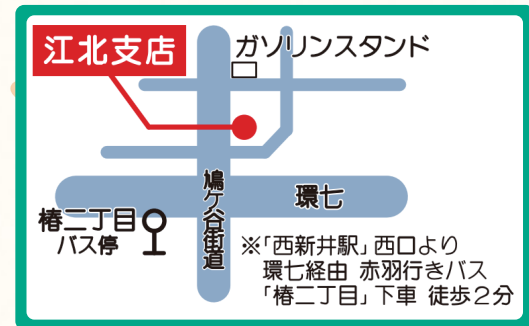 江北支店
ガソリンスタンド
鳩ヶ谷街道
環七
椿二丁目
バス停
※「西新井駅」西口より
環七経由 赤羽行きバス
「椿二丁目」下車 徒歩2分